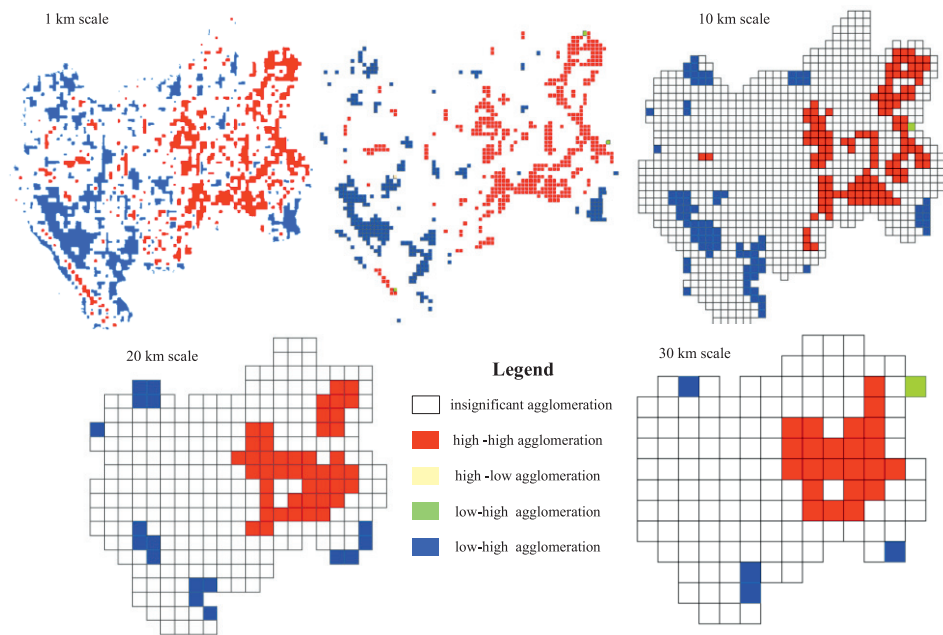 1 km scale
10 km scale
20 km scale
30 km scale
Legend
insignificant agglomeration
high -high agglomeration
high -low agglomeration
low-high agglomeration
low-high agglomeration